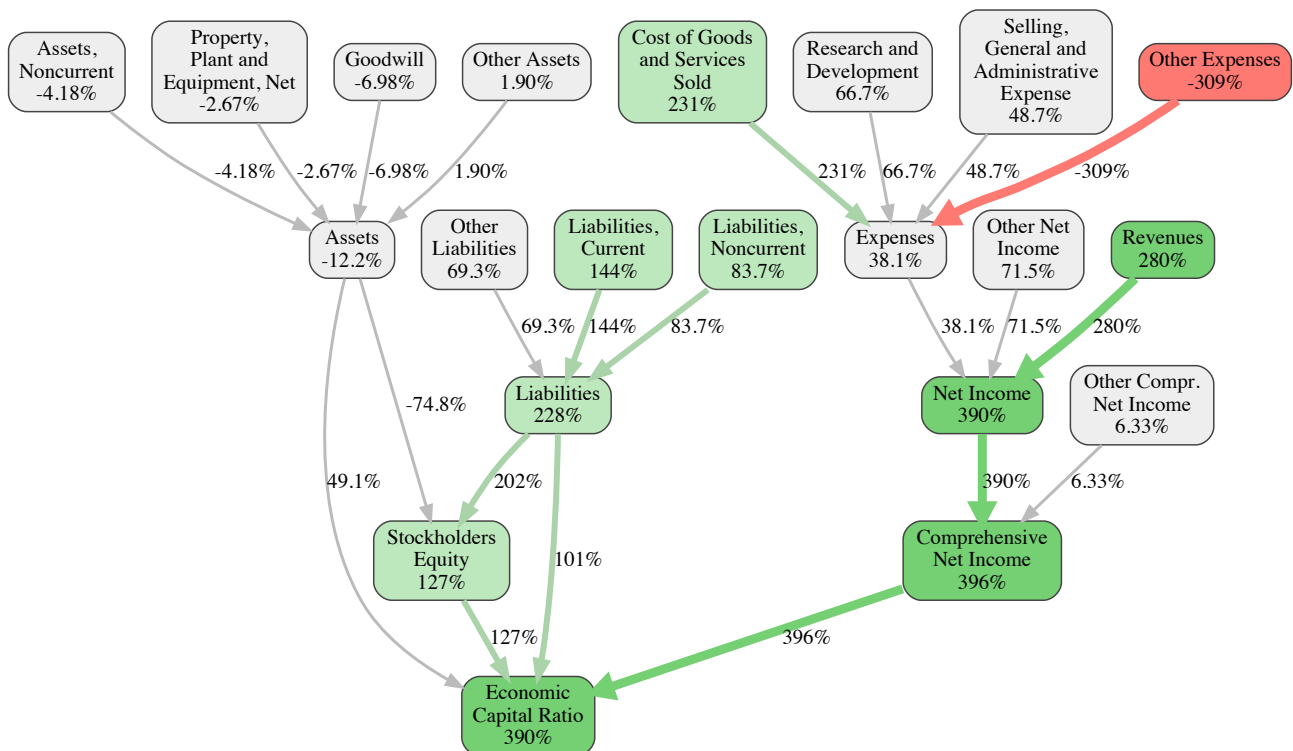 Assets,
Noncurrent
-4.18%
Property,
Plant and
Equipment, Net
-2.67%
Goodwill
-6.98%
Other Assets
1.90%
Cost of Goods
and Services
Sold
231%
Research and
Development
66.7%
Selling,
General and
Administrative
Expense
48.7%
Other Expenses
-309%
-4.18%
-2.67%
-6.98%
1.90%
231%
66.7%
48.7%
-309%
Assets
-12.2%
Other
Liabilities
69.3%
Liabilities,
Current
144%
Liabilities,
Noncurrent
83.7%
Expenses
38.1%
Other Net
Income
71.5%
Revenues
280%
69.3%
144%
83.7%
38.1%
71.5%
280%
-74.8%
Liabilities
228%
Net Income
390%
Other Compr.
Net Income
6.33%
49.1%
202%
390%
6.33%
Stockholders
Equity
127%
101%
Comprehensive
Net Income
396%
127%
396%
Economic
Capital Ratio
390%